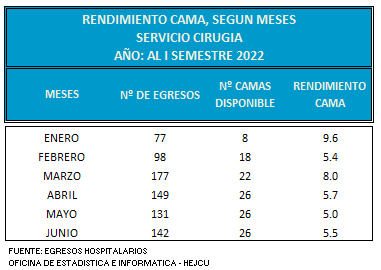 RENDIMIENTO CAMA, SEGUN MESES
SERVICIO CIRUGIA
AÑO: AL I SEMESTRE 2022
MESES Nº DE EGRESOS Nº CAMAS DISPONIBLE RENDIMIENTO CAMA
ENERO 77 8 9.6
FEBRERO 98 18 5.4
MARZO 177 22 8.0
ABRIL 149 26 5.7
MAYO 131 26 5.0
JUNIO 142 26 5.5
FUENTE: EGRESOS HOSPITALARIOS
OFICINA DE ESTADISTICA E INFORMATICA - HEJCU